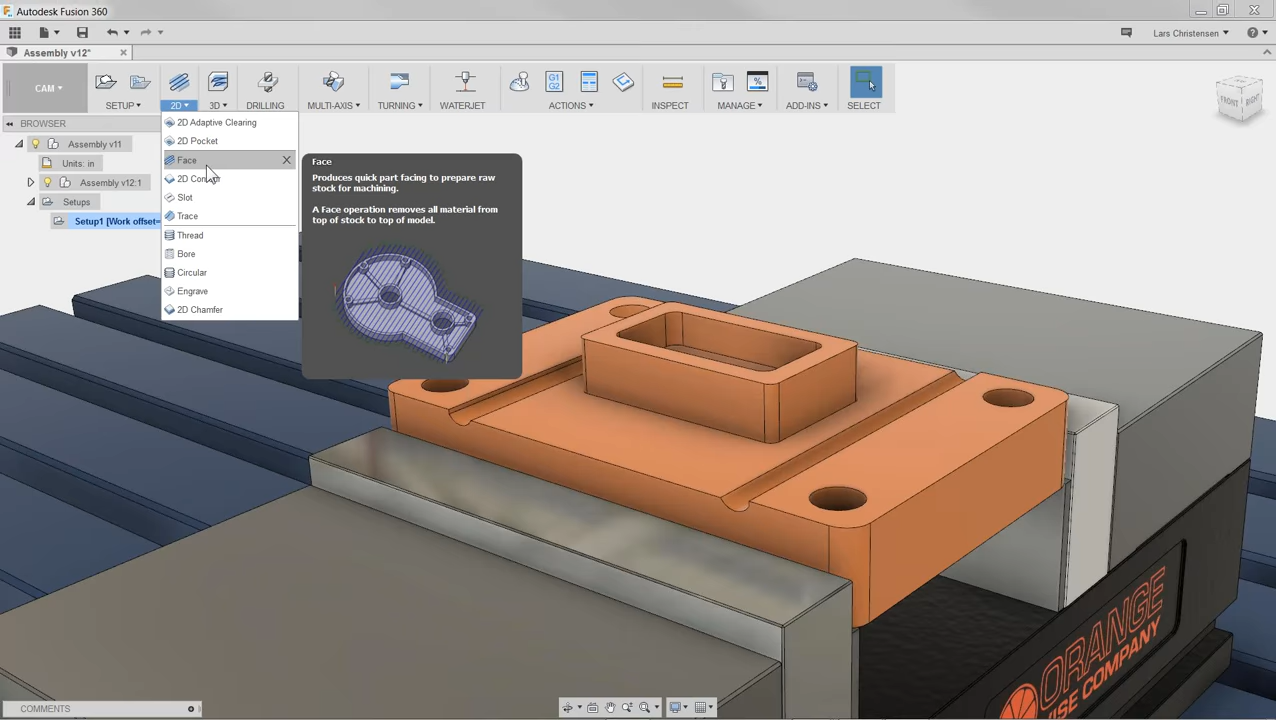 Autodesk Fusion 360
Lars Christensen
Assembly v12*
CAM
SETUP
2D
3D
DRILLING
MULTI-AXIS
TURNING
WATERJET
G1
G2
ACTIONS
INSPECT
%
MANAGE
ADD-INS
SELECT
FRONT
RIGHT
BROWSER
Assembly v11
Units: in
Assembly v12:1
Setups
Setup1 [Work offset=
2D Adaptive Clearing
2D Pocket
Face
2D Contour
Slot
Trace
Thread
Bore
Circular
Engrave
2D Chamfer
Face
Produces quick part facing to prepare raw
stock for machining.
A Face operation removes all material from
top of stock to top of model.
ORANGE
ISE COMPANY
COMMENTS